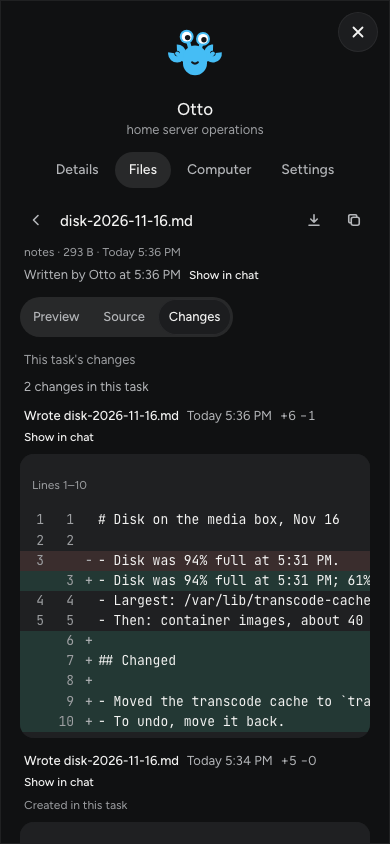 Otto
home server operations
Details Files Computer Settings
disk-2026-11-16.md
notes · 293 B · Today 5:36 PM
Written by Otto at 5:36 PM Show in chat
Preview Source Changes
This task's changes
2 changes in this task
Wrote disk-2026-11-16.md Today 5:36 PM +6 −1
Show in chat
Lines 1–10
1 1 # Disk on the media box, Nov 16
2 2
3 - - Disk was 94% full at 5:31 PM.
3 + - Disk was 94% full at 5:31 PM; 61%
4 4 - Largest: /var/lib/transcode-cache
5 5 - Then: container images, about 40
6 +
7 + ## Changed
8 +
9 + - Moved the transcode cache to `tra
10 + - To undo, move it back.
Wrote disk-2026-11-16.md Today 5:34 PM +5 −0
Show in chat
Created in this task